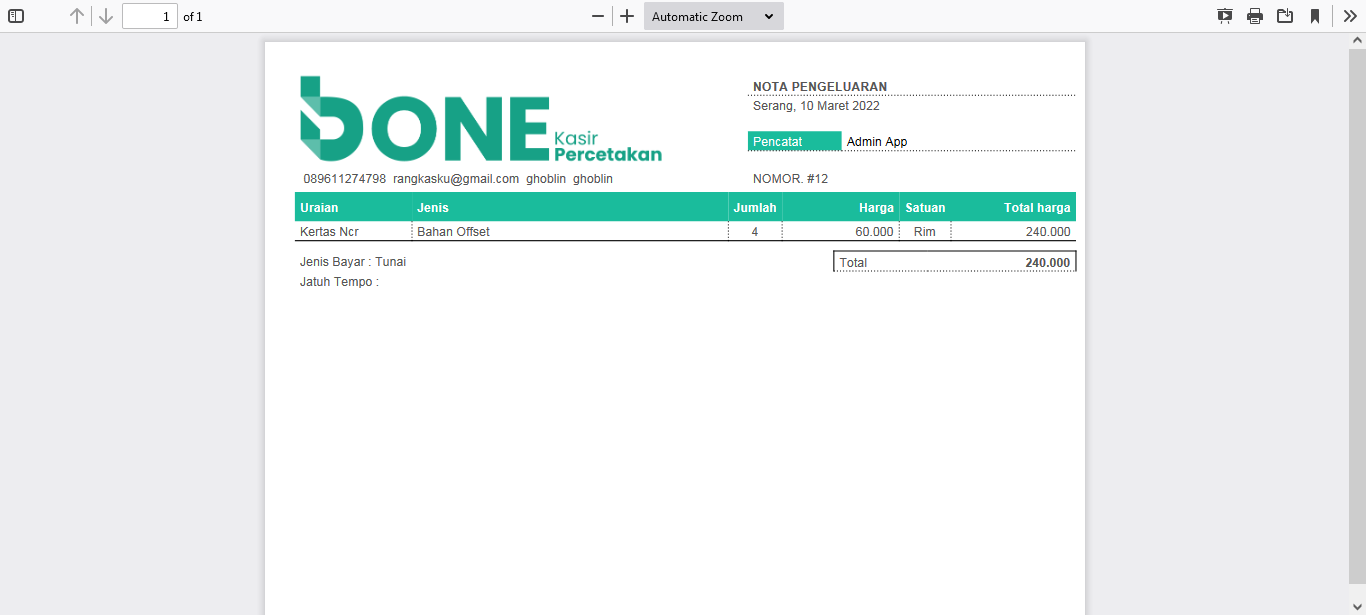 1 of 1 Automatic Zoom
bONE Kasir
Percetakan
089611274798 rangkasku@gmail.com ghoblin ghoblin
NOTA PENGELUARAN
Serang, 10 Maret 2022
Pencatat Admin App
NOMOR. #12
Uraian Jenis Jumlah Harga Satuan Total harga
Kertas Ncr Bahan Offset 4 60.000 Rim 240.000
Jenis Bayar : Tunai
Jatuh Tempo :
Total 240.000